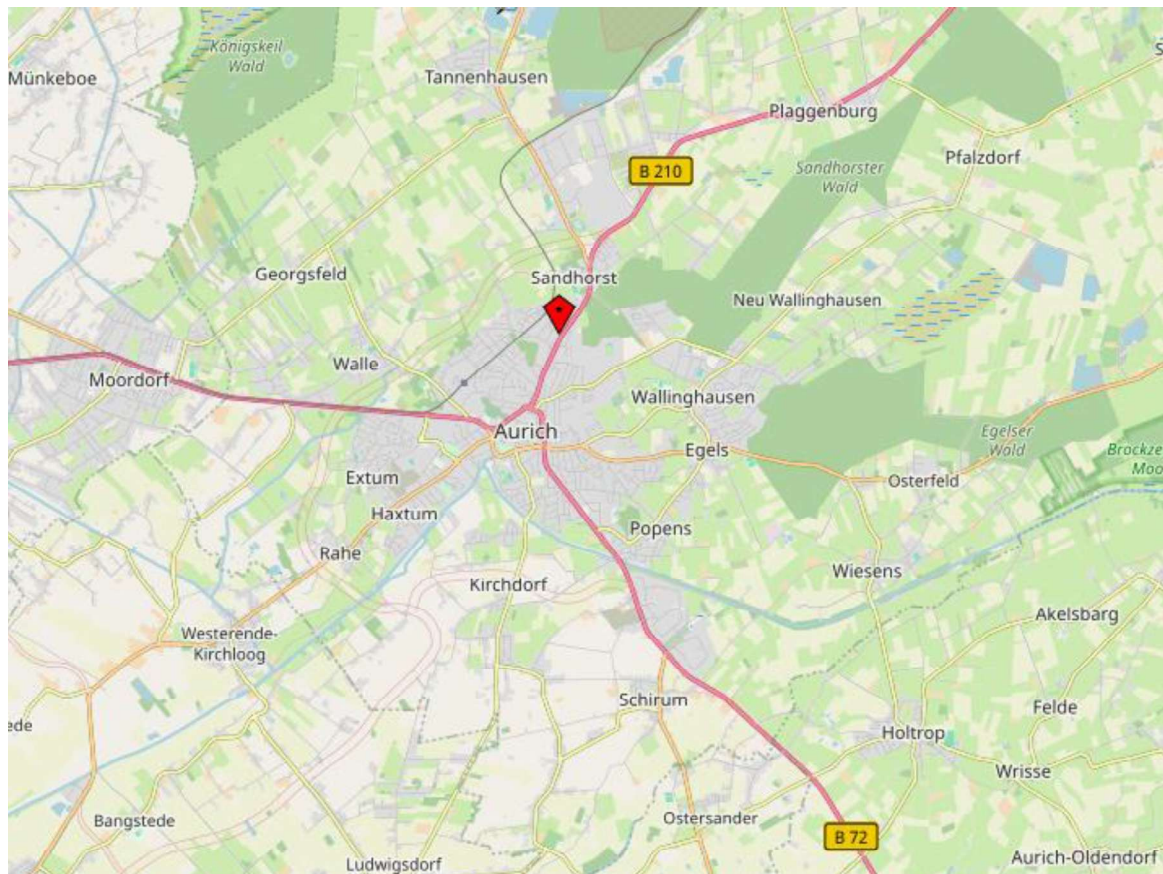 Königskeil
Wald
Münkeboe
Tannenhausen
Plaggenburg
B 210
Sandhorster
Wald
Pfalzdorf
Georgsfeld
Sandhorst
Neu Wallinghausen
Walle
Moordorf
Wallinghausen
Aurich
Egels
Egelser
Wald
Extum
Osterfeld
Haxtum
Popens
Rahe
Kirchdorf
Wiesens
Akelsbarg
Westerende-
Kirchloog
Schirum
Felde
Holtrop
Wrisse
Bangstede
Ostersander
B 72
Ludwigsdorf
Aurich-Oldendorf